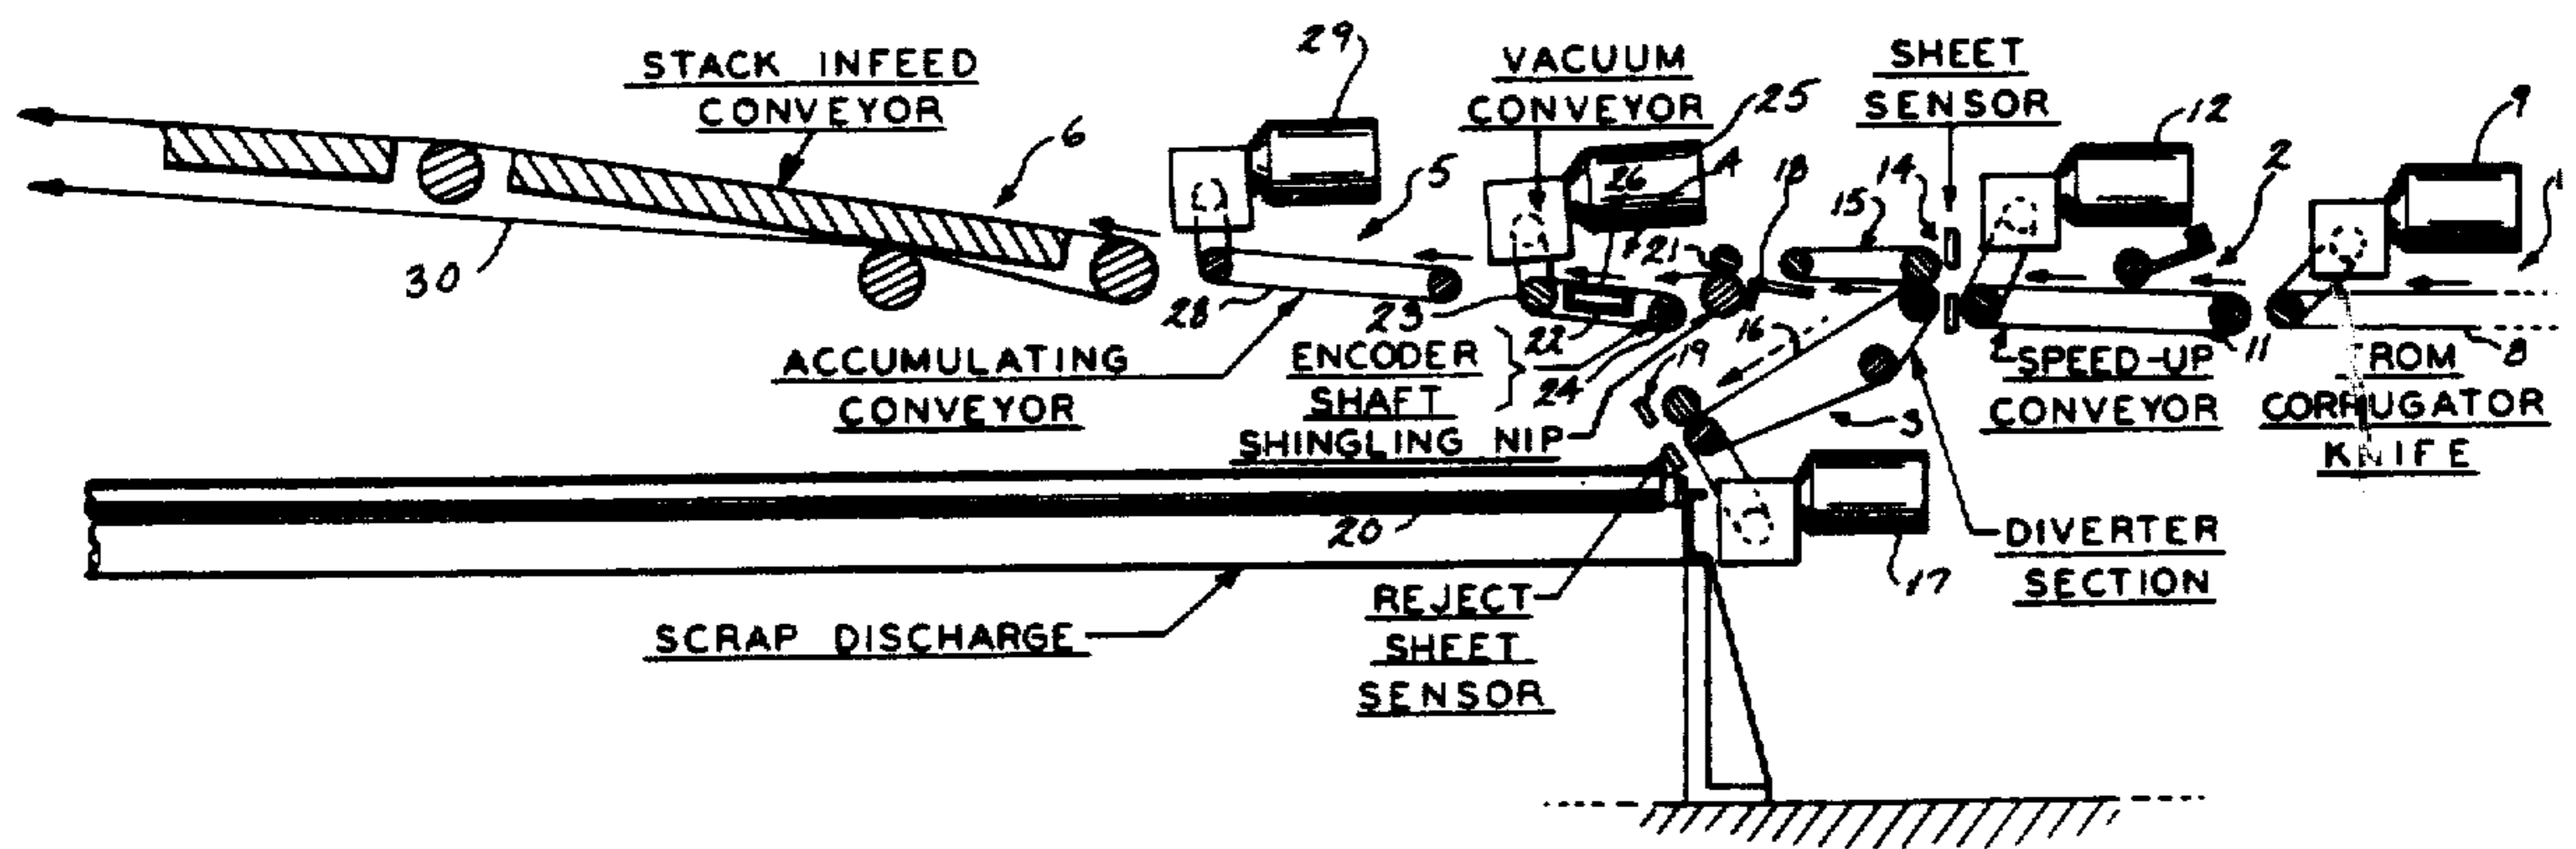 29
STACK INFEED
CONVEYOR
VACUUM
CONVEYOR
SHEET
SENSOR
25
12
9
6
5
26
A
18
14
2
1
15
21
30
28
23
22
16
11
8
ACCUMULATING
CONVEYOR
ENCODER
SHAFT
24
19
SPEED-UP
CONVEYOR
ROM
CORRUGATOR
KNIFE
SHINGLING NIP
3
20
DIVERTER
SECTION
17
REJECT
SHEET
SENSOR
SCRAP DISCHARGE